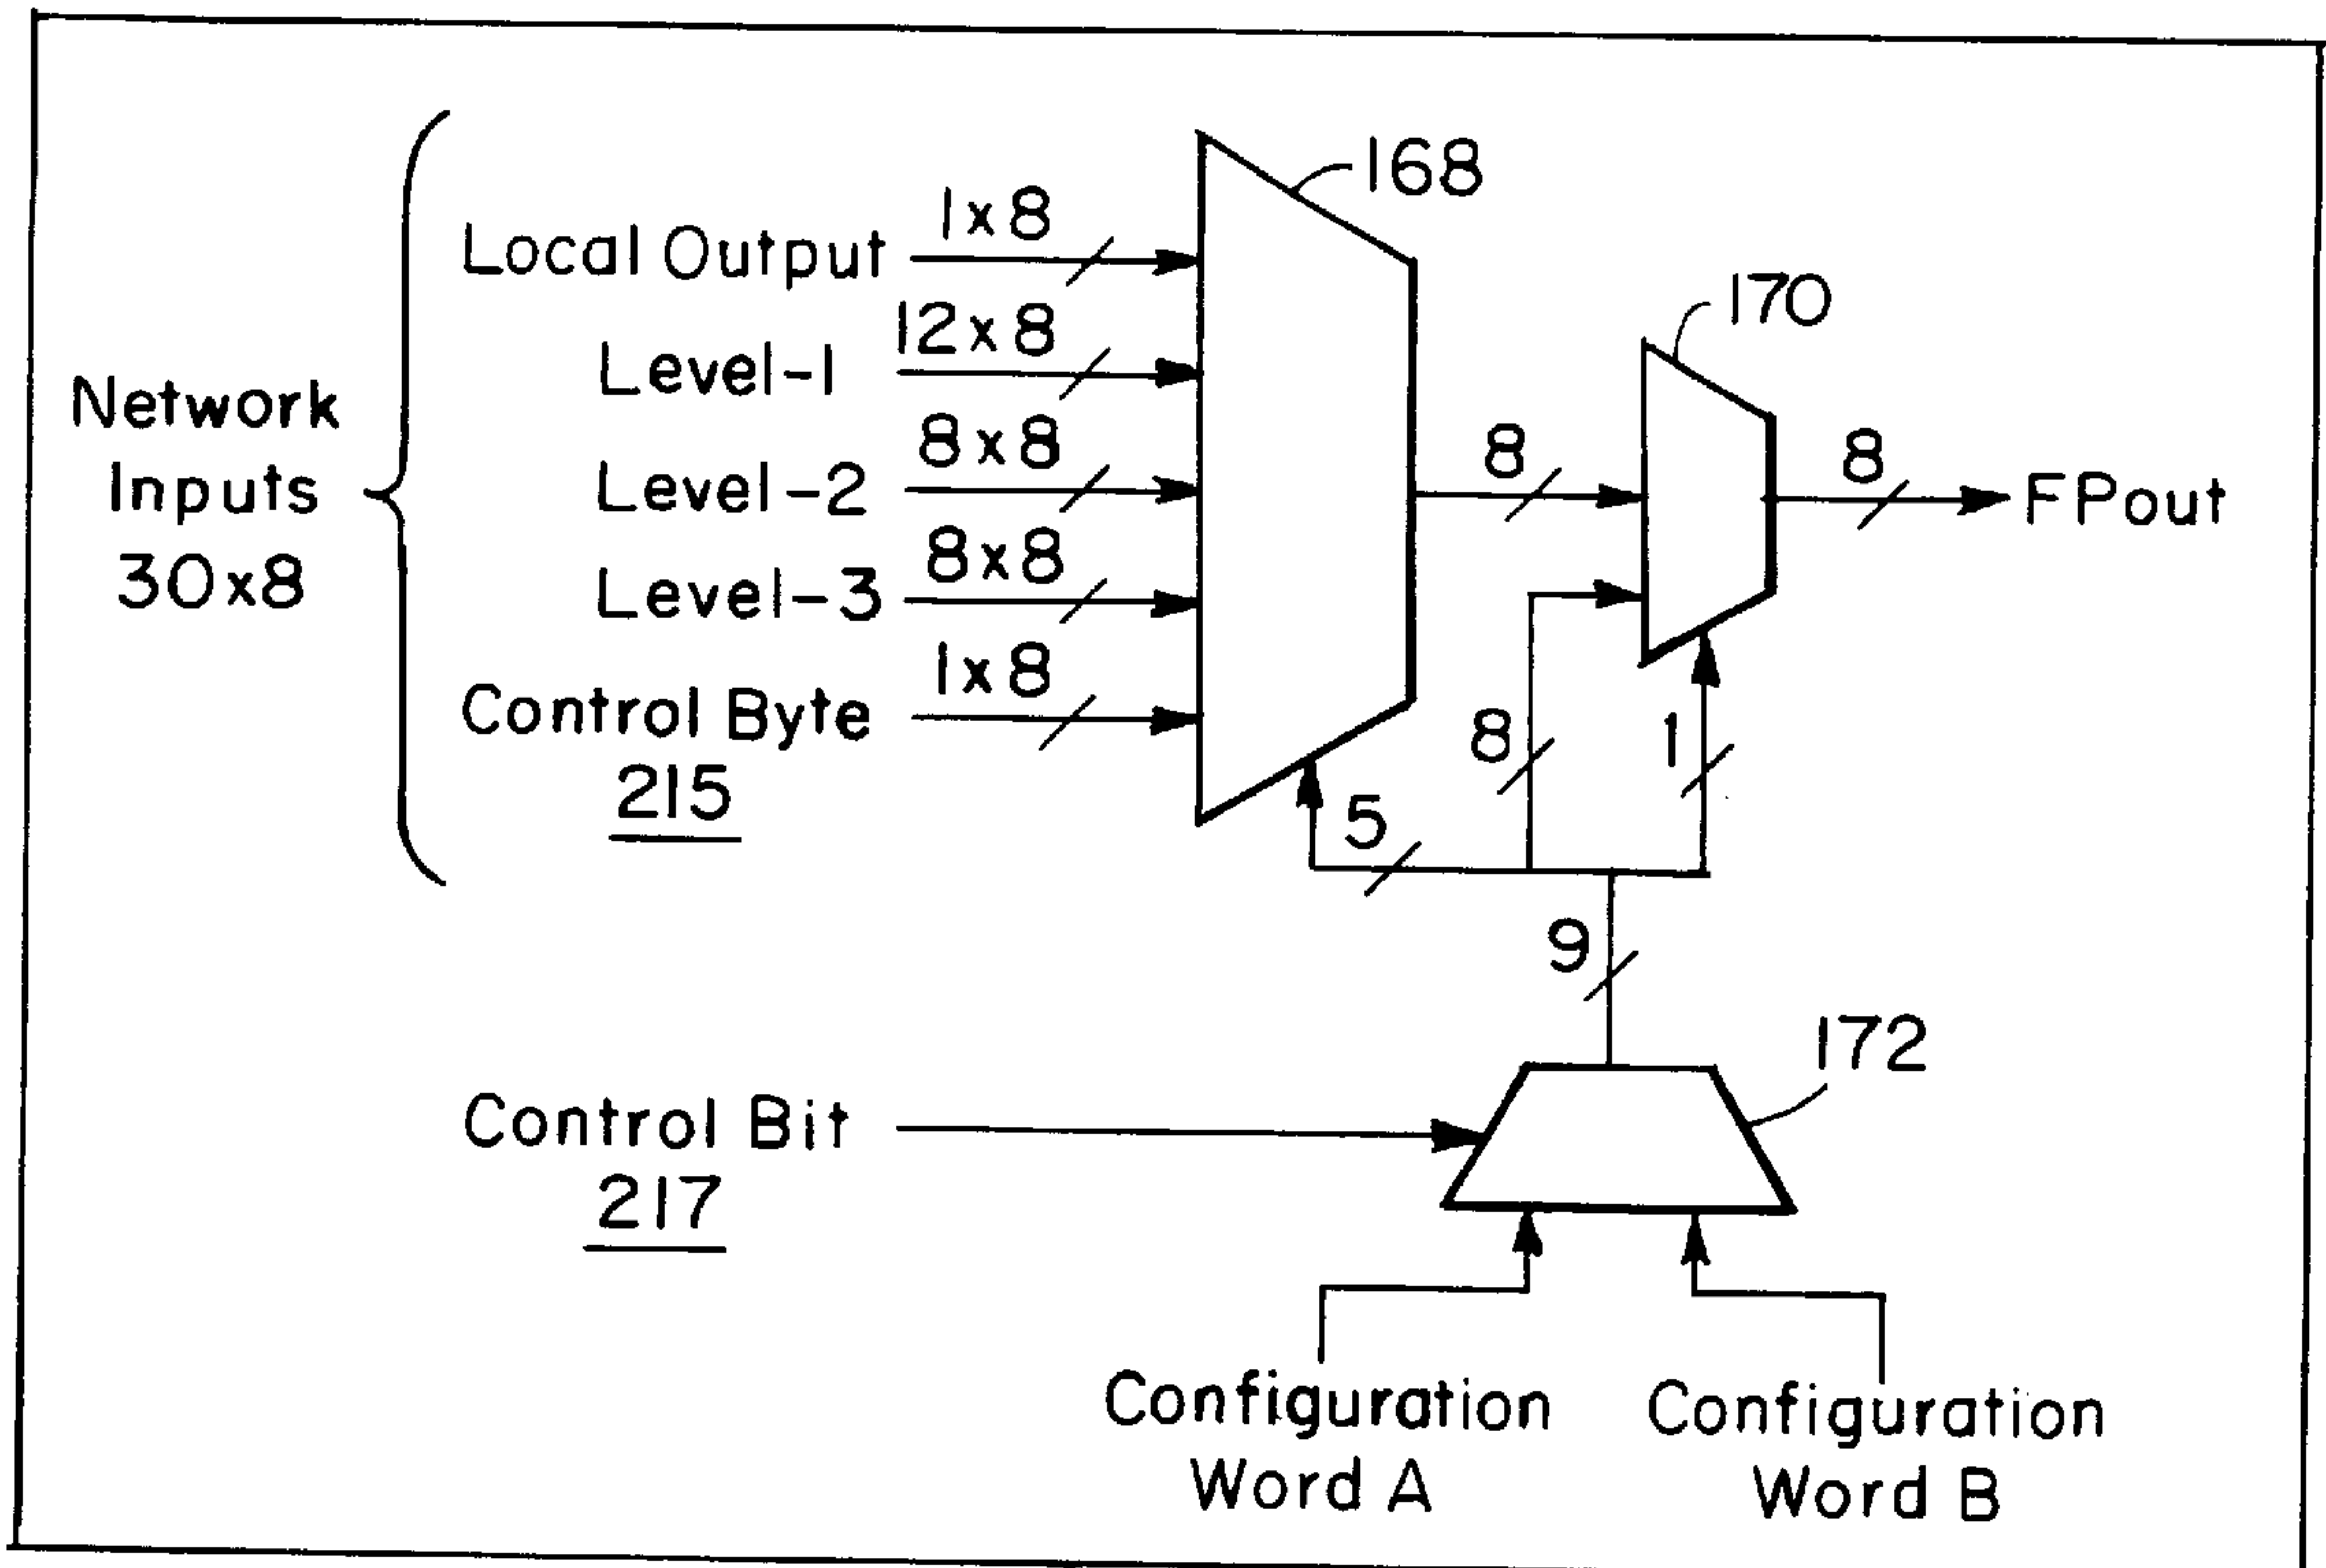 Network
Inputs
30x8
Local Output
1x8
Level-1
12x8
Level-2
8x8
Level-3
8x8
Control Byte
1x8
215
168
170
8
8
FPout
5
8
1
9
172
Control Bit
217
Configuration
Word A
Configuration
Word B